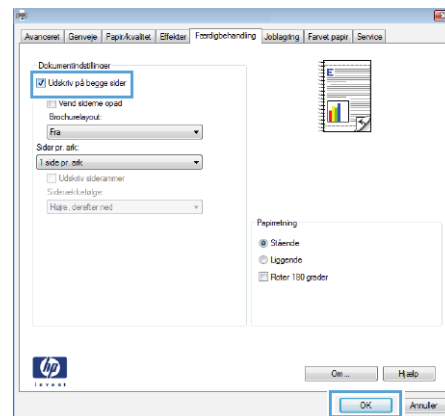 Avanceret Genveje Papir/kvalitet Effekter Færdigbehandling Joblagring Farvet papir Service
Dokumentindstillinger
Udskriv på begge sider
Vend siderne opad
Brochurelayout:
Fra
Sider pr. ark:
1 side pr. ark
Udskriv siderammer
Siderækkefølge:
Højre, derefter ned
E
Papirretning
Stående
Liggende
Roter 180 grader
hp
invent
Om...
Hjælp
OK
Annuller